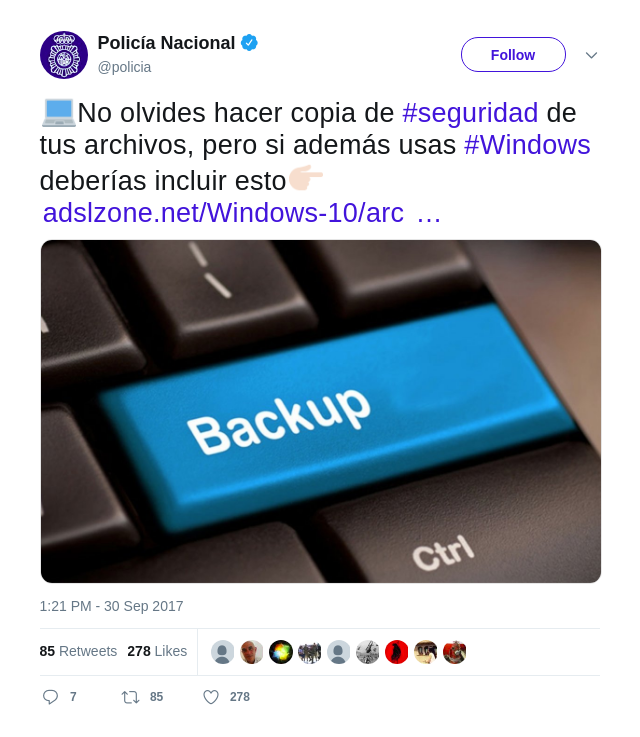 Policía Nacional
@policia
Follow
No olvides hacer copia de #seguridad de
tus archivos, pero si además usas #Windows
deberías incluir esto
adslzone.net/Windows-10/arc …
Backup
Ctrl
1:21 PM - 30 Sep 2017
85 Retweets 278 Likes
7 85 278